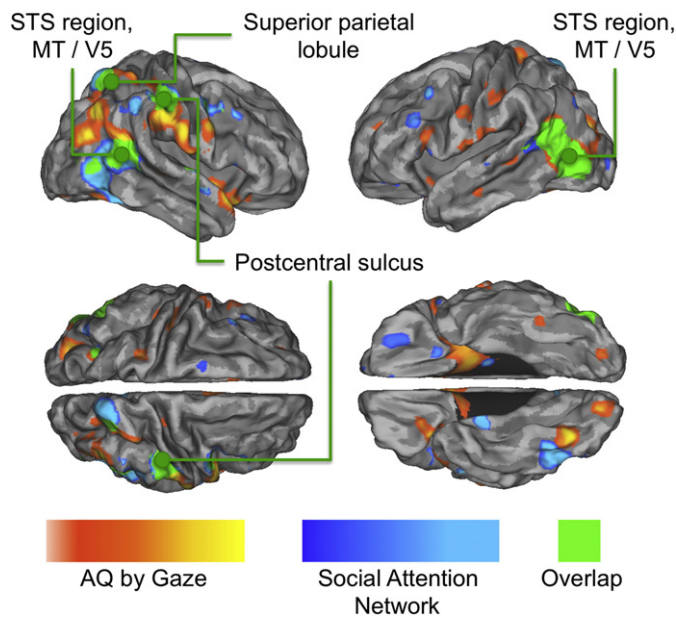 STS region,
MT / V5
Superior parietal
lobule
STS region,
MT / V5
Postcentral sulcus
AQ by Gaze
Social Attention
Network
Overlap